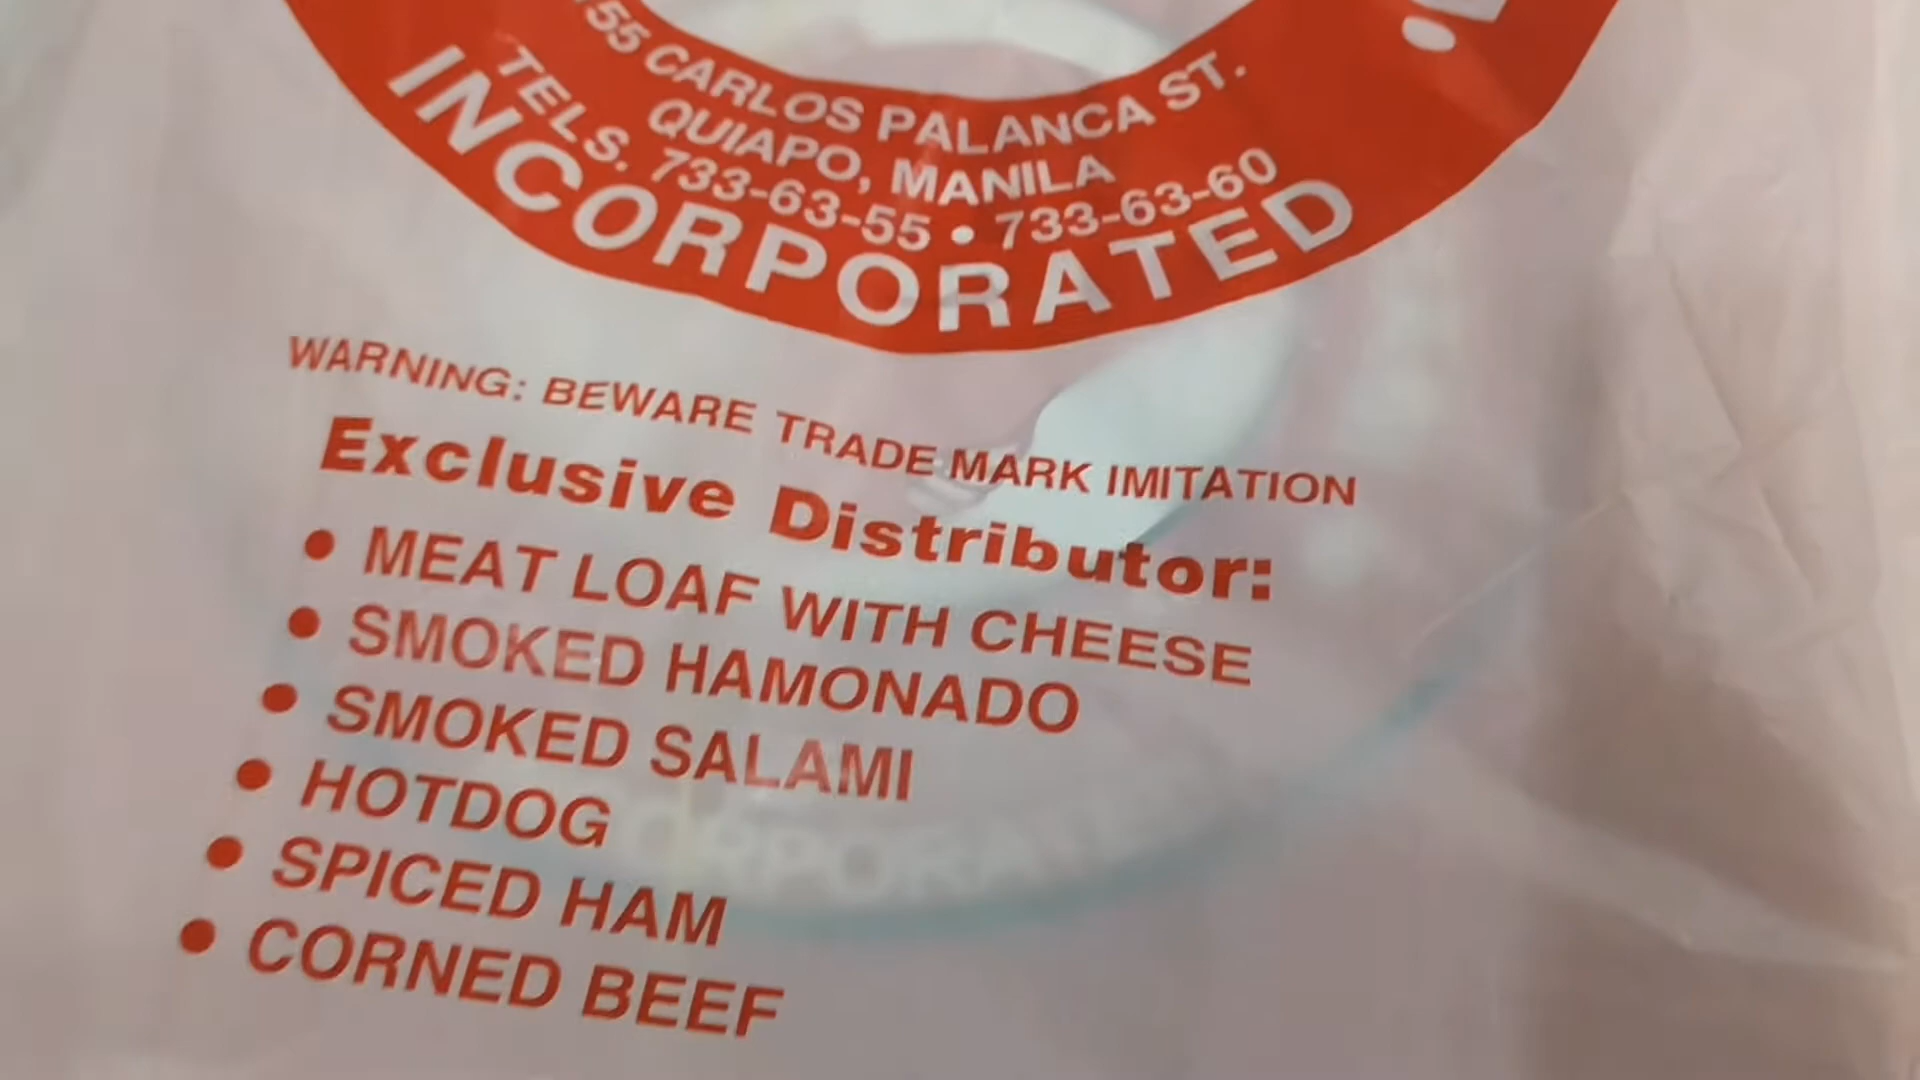 155 CARLOS PALANCA ST.
QUIAPO, MANILA
TELS. 733-63-55 • 733-63-60
INCORPORATED
WARNING: BEWARE TRADE MARK IMITATION
Exclusive Distributor:
• MEAT LOAF WITH CHEESE
• SMOKED HAMONADO
• SMOKED SALAMI
• HOTDOG
• SPICED HAM
• CORNED BEEF